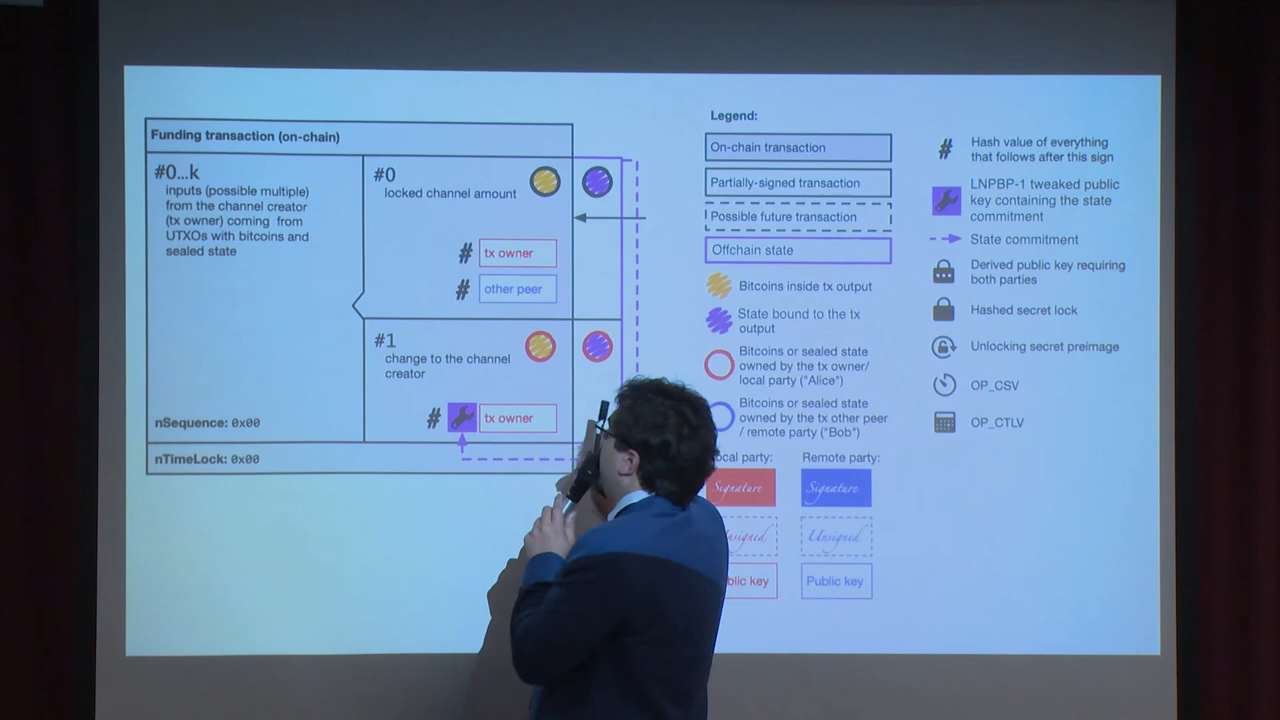 Funding transaction (on-chain)
#0...k
inputs (possible multiple)
from the channel creator
(tx owner) coming from
UTXOs with bitcoins and
sealed state
nSequence: 0x00
nTimeLock: 0x00
#0
locked channel amount
# tx owner
# other peer
#1
change to the channel
creator
# tx owner
Legend:
On-chain transaction
Partially-signed transaction
Possible future transaction
Offchain state
Bitcoins inside tx output
State bound to the tx
output
Bitcoins or sealed state
owned by the tx owner/
local party ("Alice")
Bitcoins or sealed state
owned by the tx other peer
/ remote party ("Bob")
party:
Signature
key
Remote party:
Signature
Unsigned
Public key
# Hash value of everything
that follows after this sign
LNPBP-1 tweaked public
key containing the state
commitment
State commitment
Derived public key requiring
both parties
Hashed secret lock
Unlocking secret preimage
OP_CSV
OP_CTLV